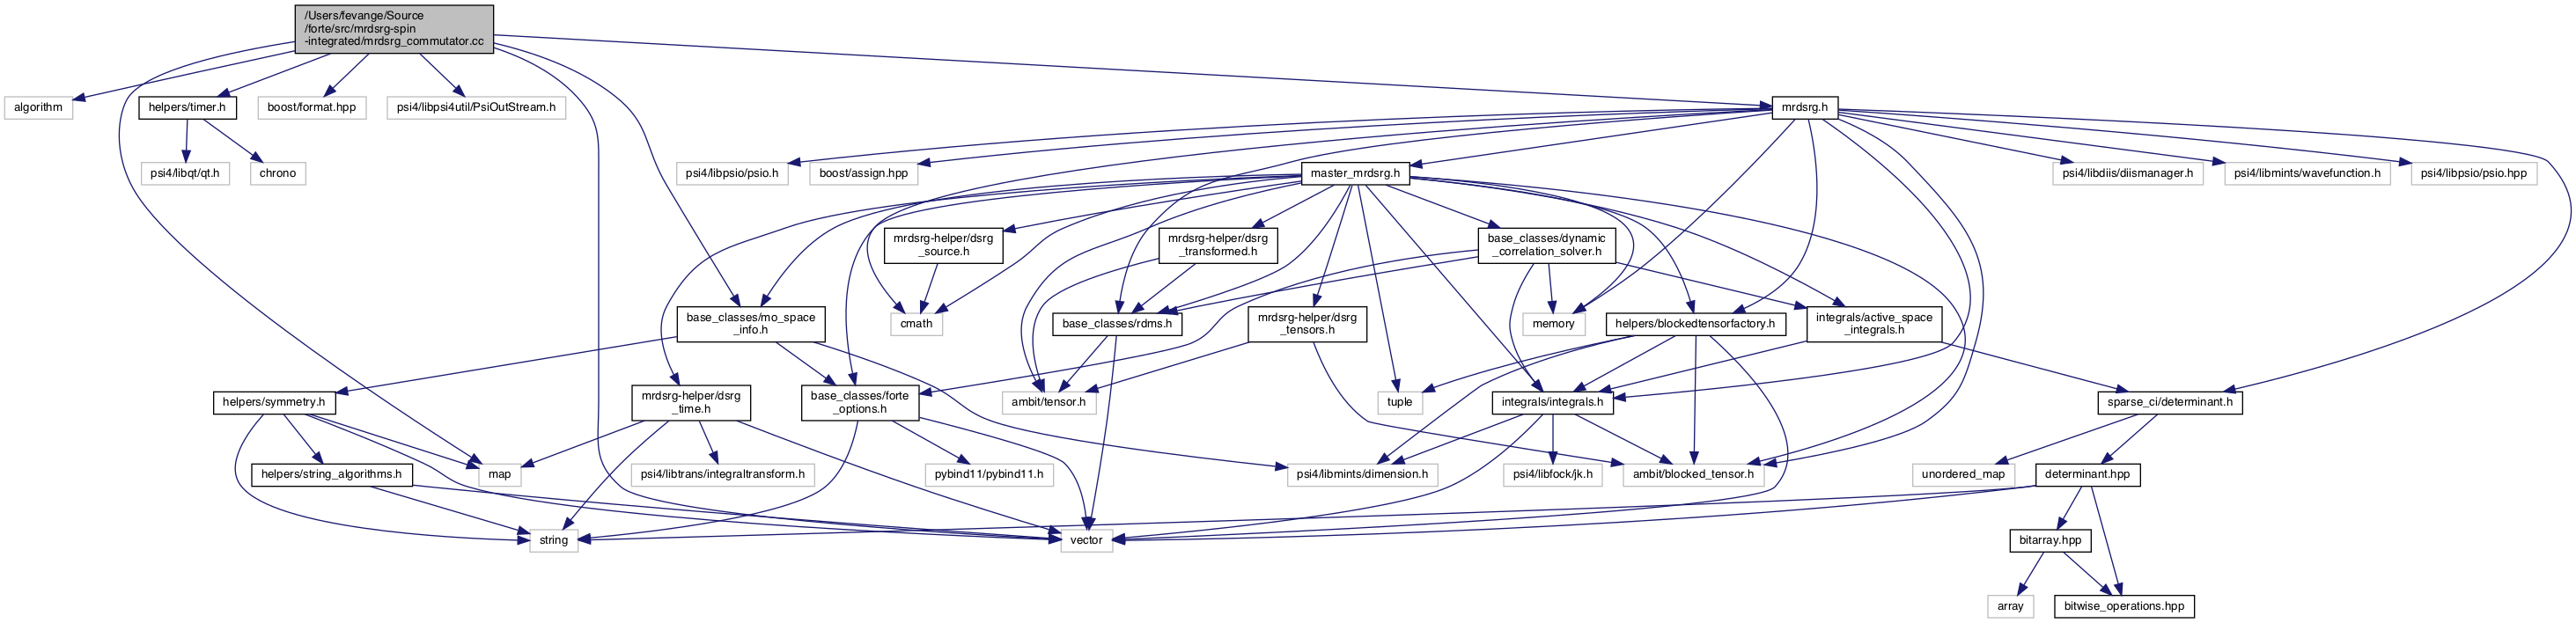 /Users/fevange/Source
/forte/src/mrdsrg-spin
-integrated/mrdsrg_commutator.cc
algorithm
helpers/timer.h
boost/format.hpp
psi4/libpsi4util/PsiOutStream.h
mrdsrg.h
psi4/libqt/qt.h
chrono
psi4/libpsio/psio.h
boost/assign.hpp
master_mrdsrg.h
psi4/libdiis/diismanager.h
psi4/libmints/wavefunction.h
psi4/libpsio/psio.hpp
mrdsrg-helper/dsrg
_source.h
mrdsrg-helper/dsrg
_transformed.h
base_classes/dynamic
_correlation_solver.h
base_classes/mo_space
_info.h
cmath
base_classes/rdms.h
mrdsrg-helper/dsrg
_tensors.h
memory
helpers/blockedtensorfactory.h
integrals/active_space
_integrals.h
helpers/symmetry.h
mrdsrg-helper/dsrg
_time.h
base_classes/forte
_options.h
ambit/tensor.h
tuple
integrals/integrals.h
sparse_ci/determinant.h
helpers/string_algorithms.h
map
psi4/libtrans/integraltransform.h
pybind11/pybind11.h
psi4/libmints/dimension.h
psi4/libfock/jk.h
ambit/blocked_tensor.h
unordered_map
determinant.hpp
string
vector
bitarray.hpp
array
bitwise_operations.hpp